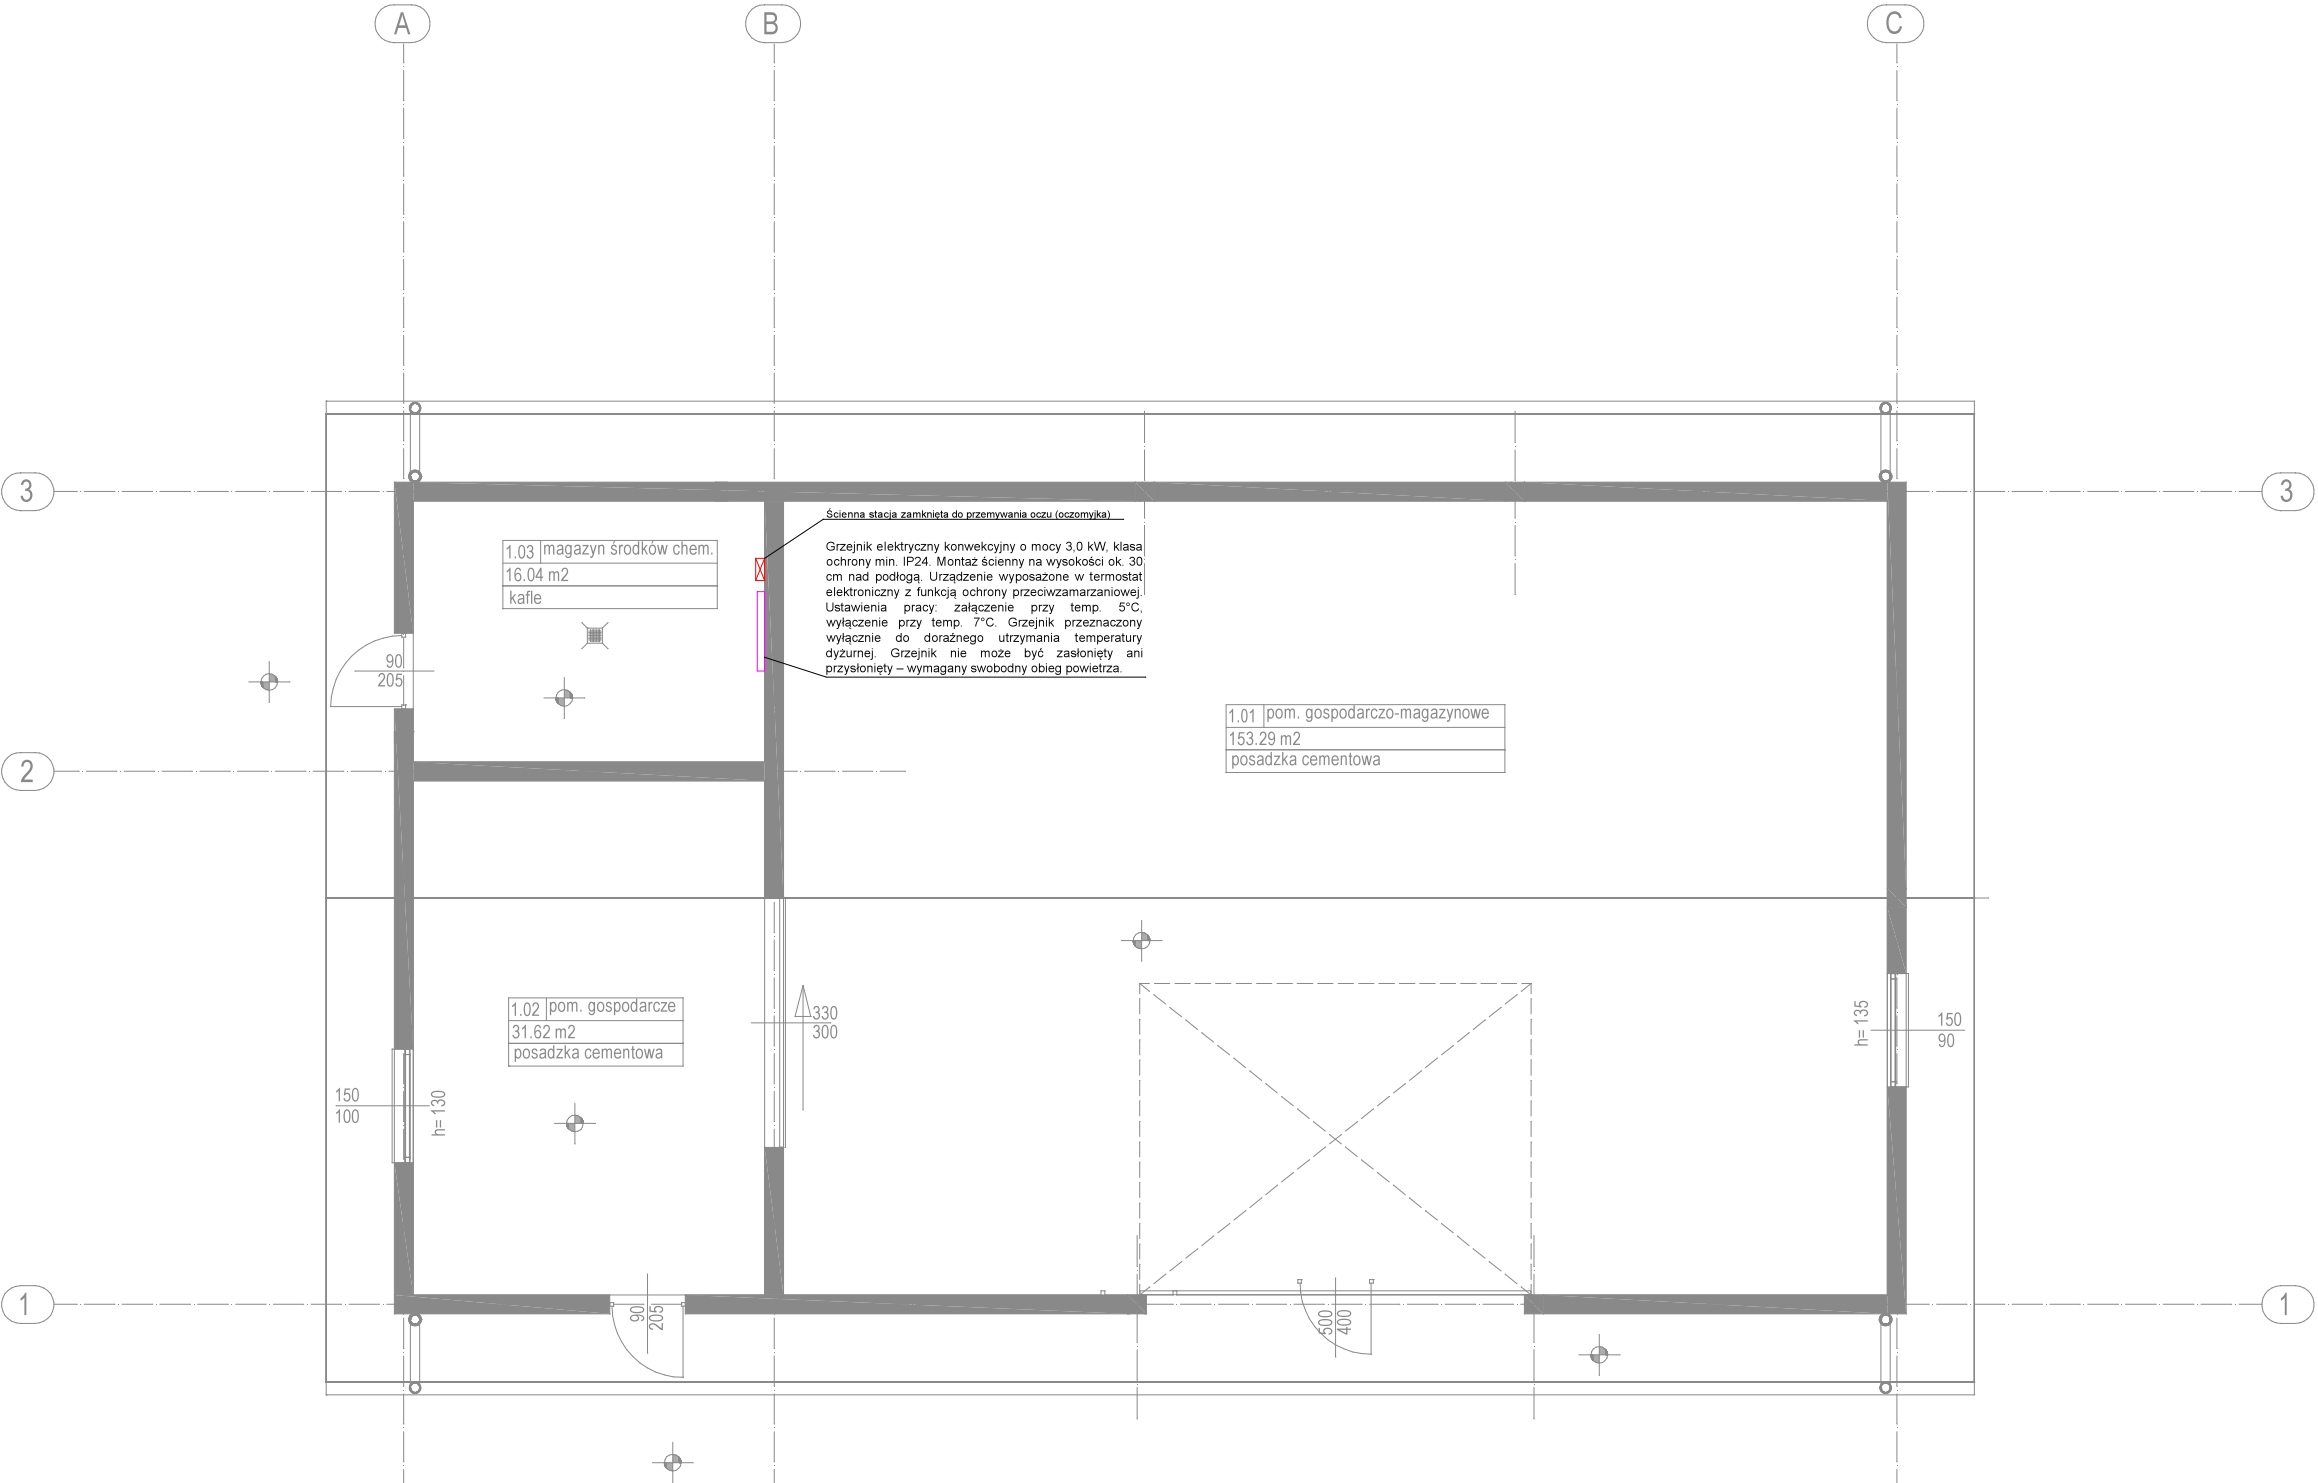 A
B
C
3
3
Ścienna stacja zamknięta do przemywania oczu (oczomyjka)
1.03 magazyn środków chem.
16.04 m2
kafle
Grzejnik elektryczny konwekcyjny o mocy 3,0 kW, klasa
ochrony min. IP24. Montaż ścienny na wysokości ok. 30
cm nad podłogą. Urządzenie wyposażone w termostat
elektroniczny z funkcją ochrony przeciwzamarzaniowej.
Ustawienia pracy: załączenie przy temp. 5°C,
wyłączenie przy temp. 7°C. Grzejnik przeznaczony
wyłącznie do doraźnego utrzymania temperatury
dyżurnej. Grzejnik nie może być zasłonięty ani
przysłonięty – wymagany swobodny obieg powietrza.
90
205
1.01 pom. gospodarczo-magazynowe
153.29 m2
posadzka cementowa
2
1.02 pom. gospodarcze
31.62 m2
posadzka cementowa
330
300
h= 135
150
90
150
100
h= 130
1
90
205
500
400
1